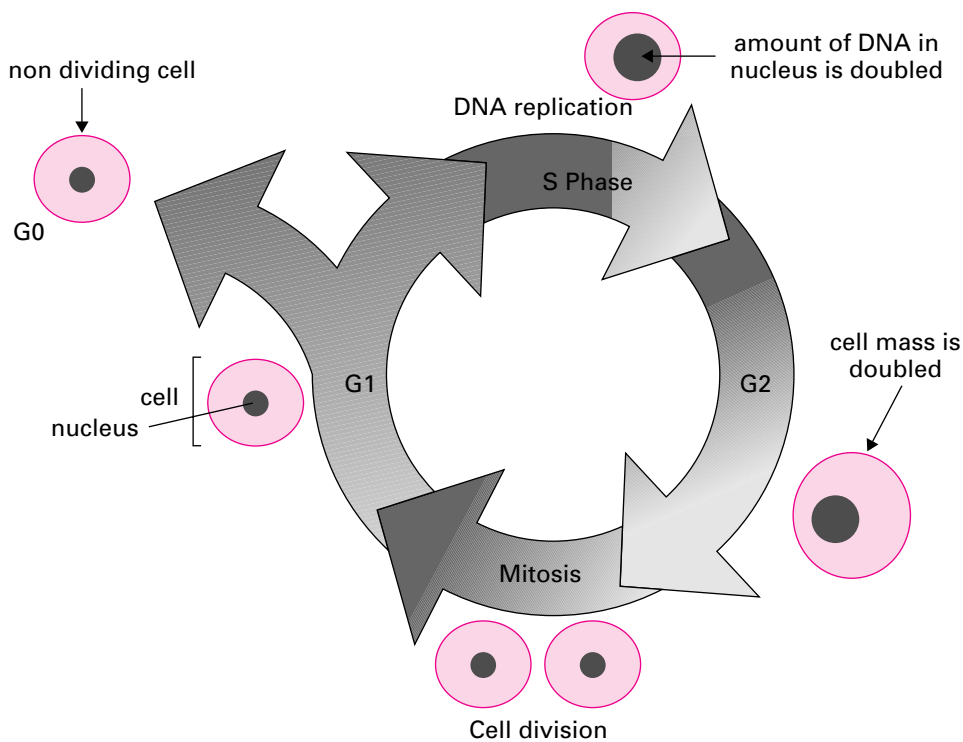 non dividing cell
G0
amount of DNA in
nucleus is doubled
DNA replication
S Phase
cell
nucleus
G1
G2
cell mass is
doubled
Mitosis
Cell division